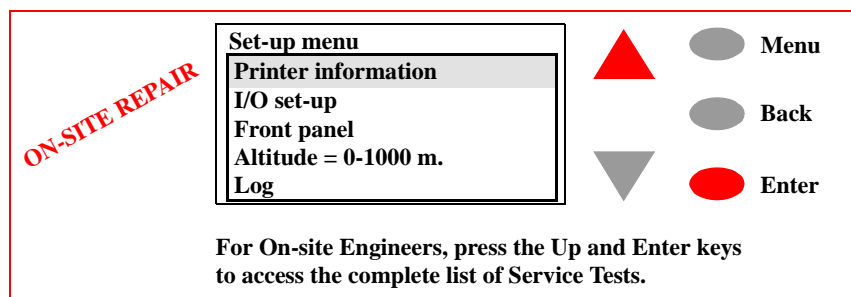 ON-SITE REPAIR
Set-up menu
Printer information
I/O set-up
Front panel
Altitude = 0-1000 m.
Log
Menu
Back
Enter
For On-site Engineers, press the Up and Enter keys
to access the complete list of Service Tests.